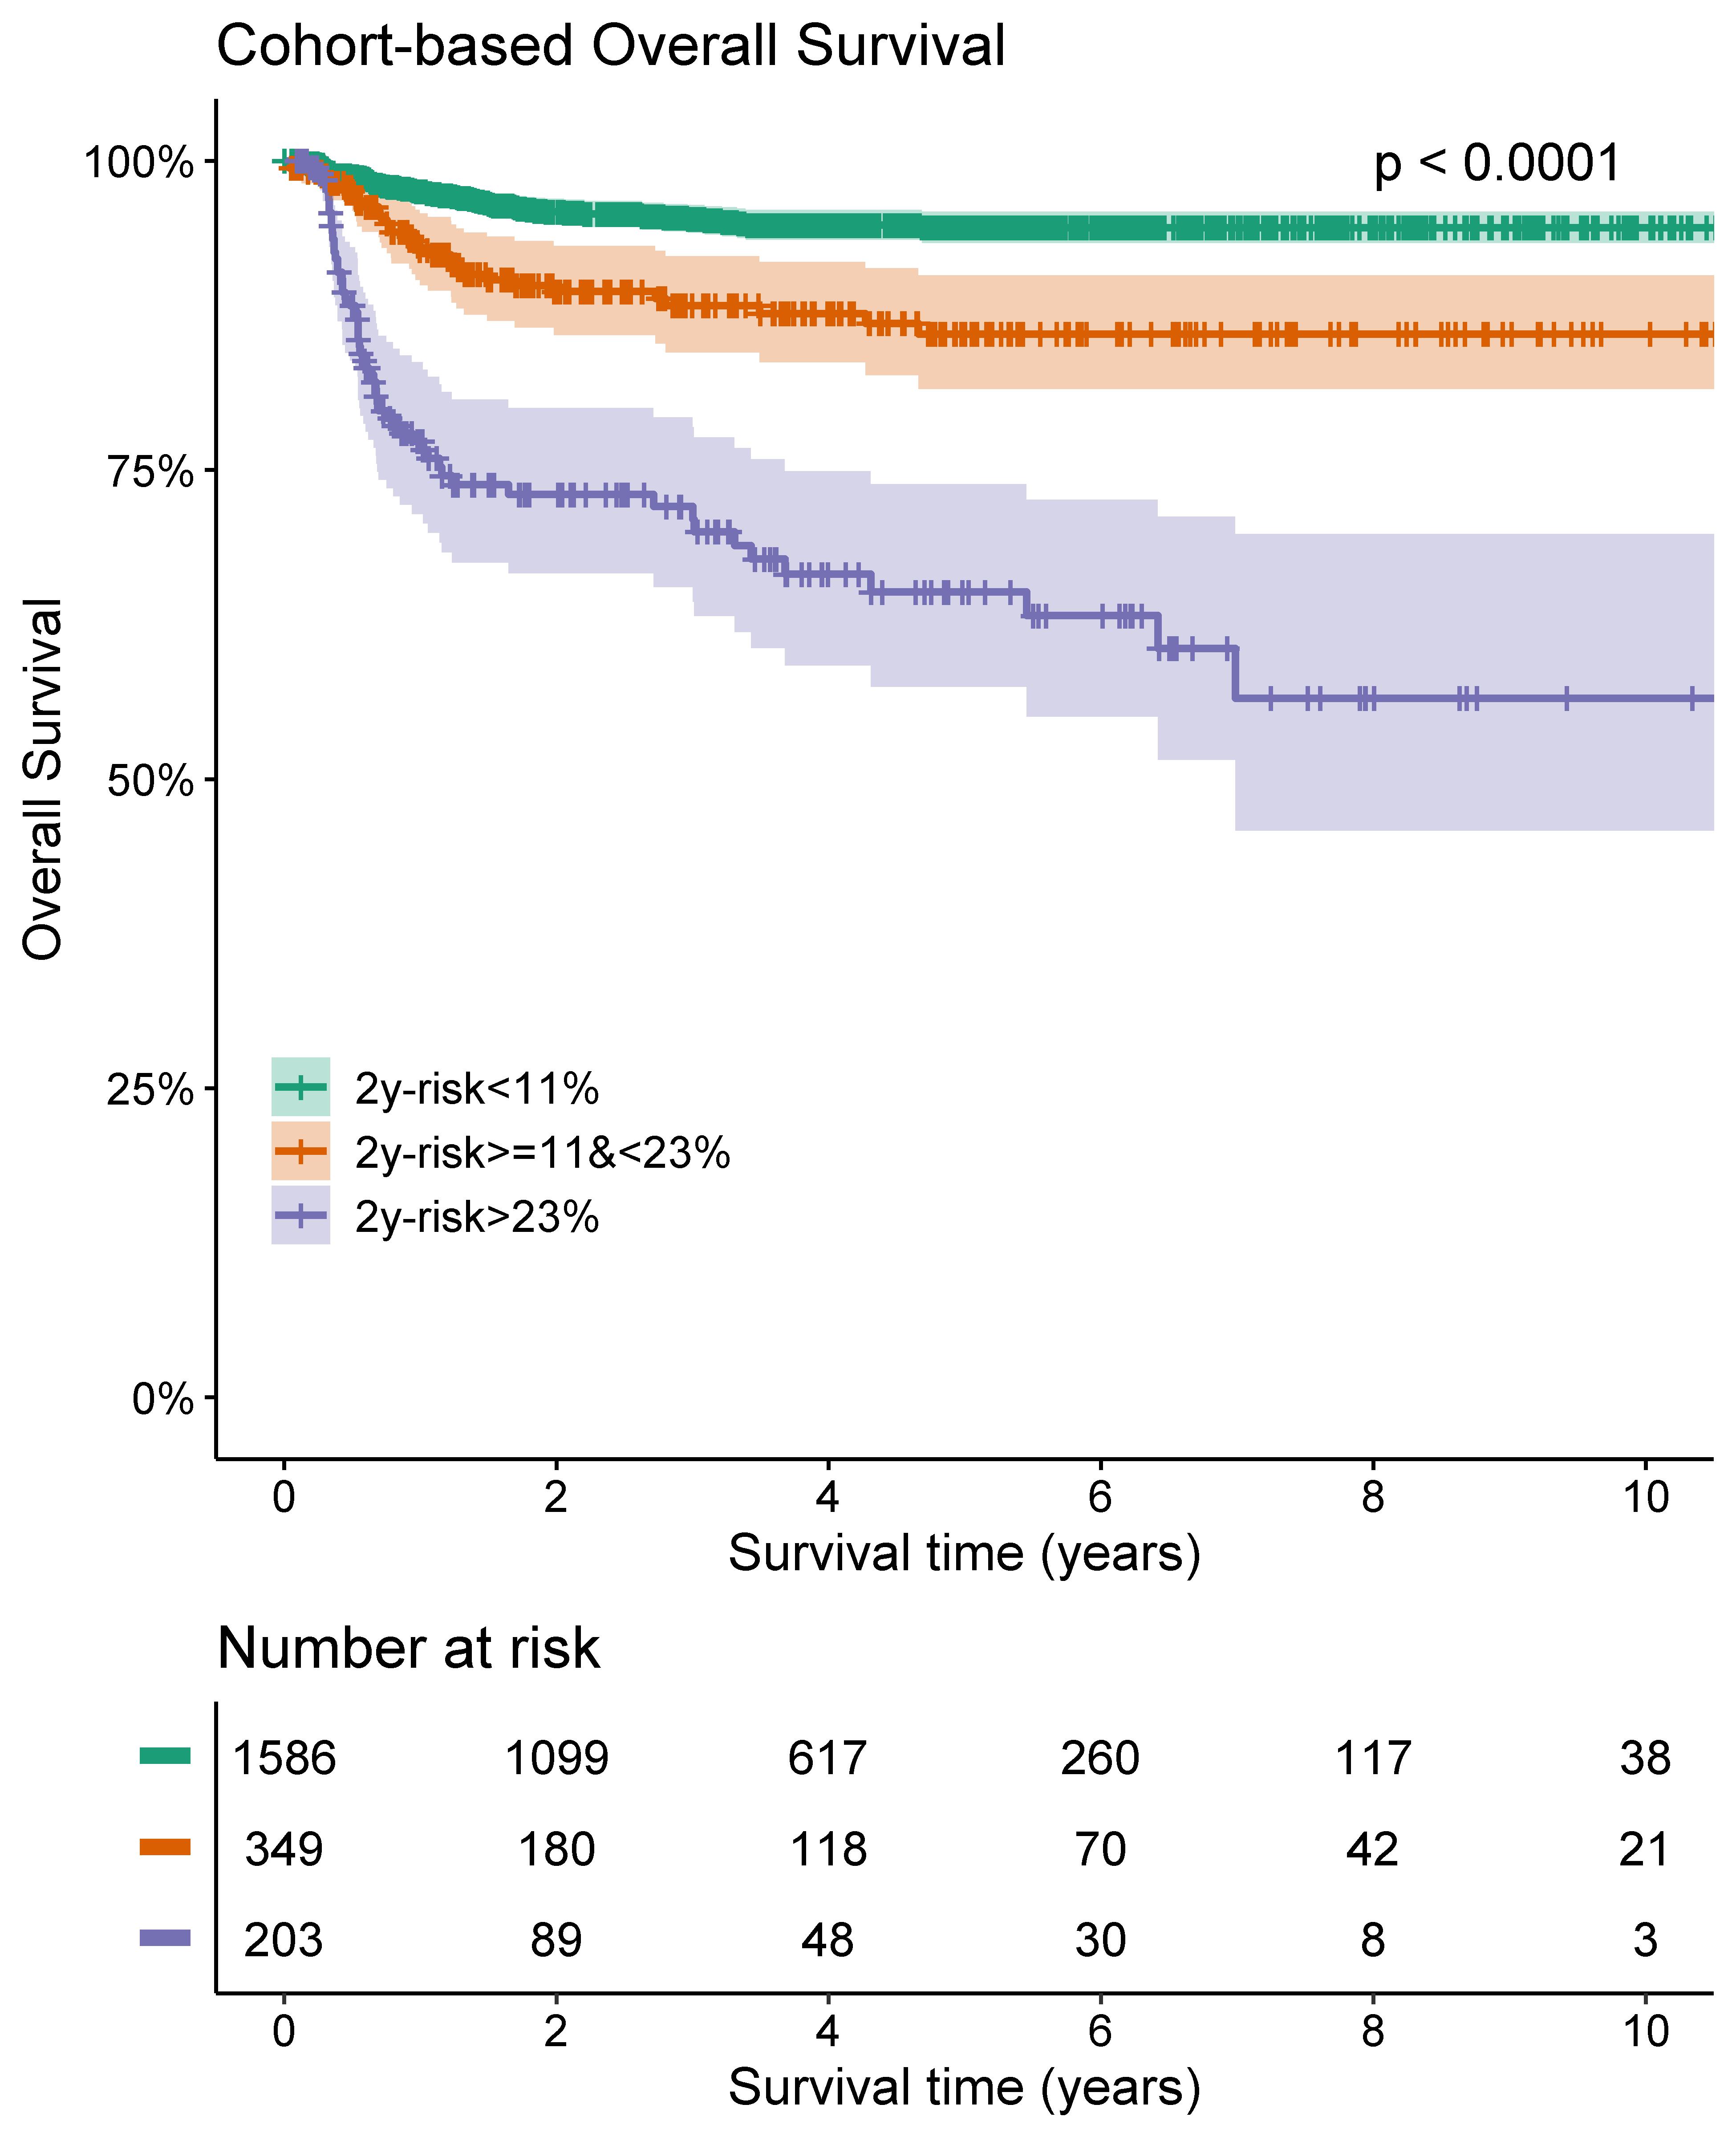 Cohort-based Overall Survival
100%
p < 0.0001
75%
50%
25%
0%
Overall Survival
2y-risk<11%
2y-risk>=11&<23%
2y-risk>23%
0 2 4 6 8 10
Survival time (years)
Number at risk
1586 1099 617 260 117 38
349 180 118 70 42 21
203 89 48 30 8 3
0 2 4 6 8 10
Survival time (years)